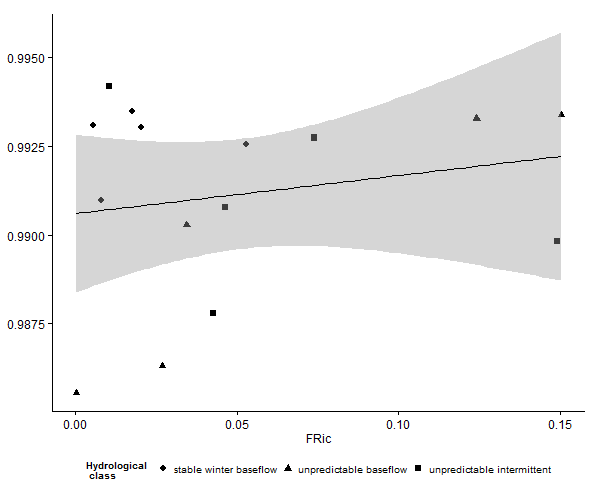 0.9950
0.9925
0.9900
0.9875
0.00 0.05 0.10 0.15
FRic
Hydrological
class
stable winter baseflow unpredictable baseflow unpredictable intermittent